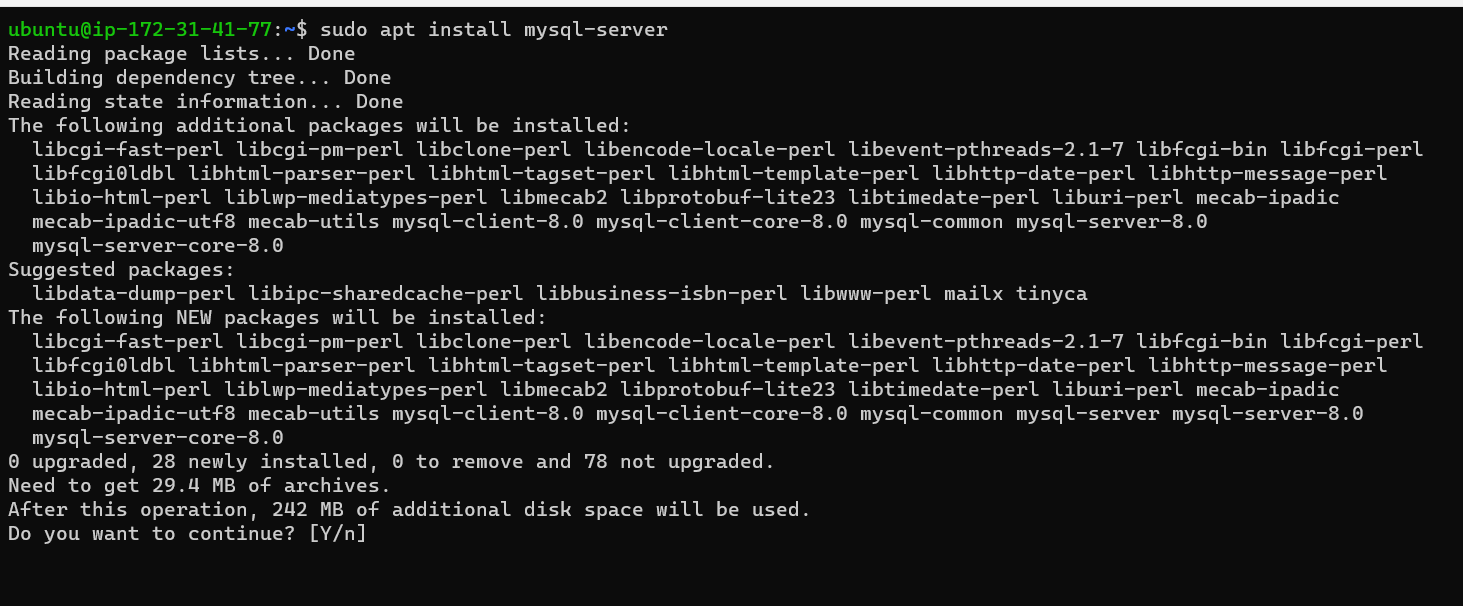 ubuntu@ip-172-31-41-77:~$ sudo apt install mysql-server
Reading package lists... Done
Building dependency tree... Done
Reading state information... Done
The following additional packages will be installed:
  libcgi-fast-perl libcgi-pm-perl libclone-perl libencode-locale-perl libevent-pthreads-2.1-7 libfcgi-bin libfcgi-perl
  libfcgi0ldbl libhtml-parser-perl libhtml-tagset-perl libhtml-template-perl libhttp-date-perl libhttp-message-perl
  libio-html-perl liblwp-mediatypes-perl libmecab2 libprotobuf-lite23 libtimedate-perl liburi-perl mecab-ipadic
  mecab-ipadic-utf8 mecab-utils mysql-client-8.0 mysql-client-core-8.0 mysql-common mysql-server-8.0
  mysql-server-core-8.0
Suggested packages:
  libdata-dump-perl libipc-sharedcache-perl libbusiness-isbn-perl libwww-perl mailx tinyca
The following NEW packages will be installed:
  libcgi-fast-perl libcgi-pm-perl libclone-perl libencode-locale-perl libevent-pthreads-2.1-7 libfcgi-bin libfcgi-perl
  libfcgi0ldbl libhtml-parser-perl libhtml-tagset-perl libhtml-template-perl libhttp-date-perl libhttp-message-perl
  libio-html-perl liblwp-mediatypes-perl libmecab2 libprotobuf-lite23 libtimedate-perl liburi-perl mecab-ipadic
  mecab-ipadic-utf8 mecab-utils mysql-client-8.0 mysql-client-core-8.0 mysql-common mysql-server mysql-server-8.0
  mysql-server-core-8.0
0 upgraded, 28 newly installed, 0 to remove and 78 not upgraded.
Need to get 29.4 MB of archives.
After this operation, 242 MB of additional disk space will be used.
Do you want to continue? [Y/n]